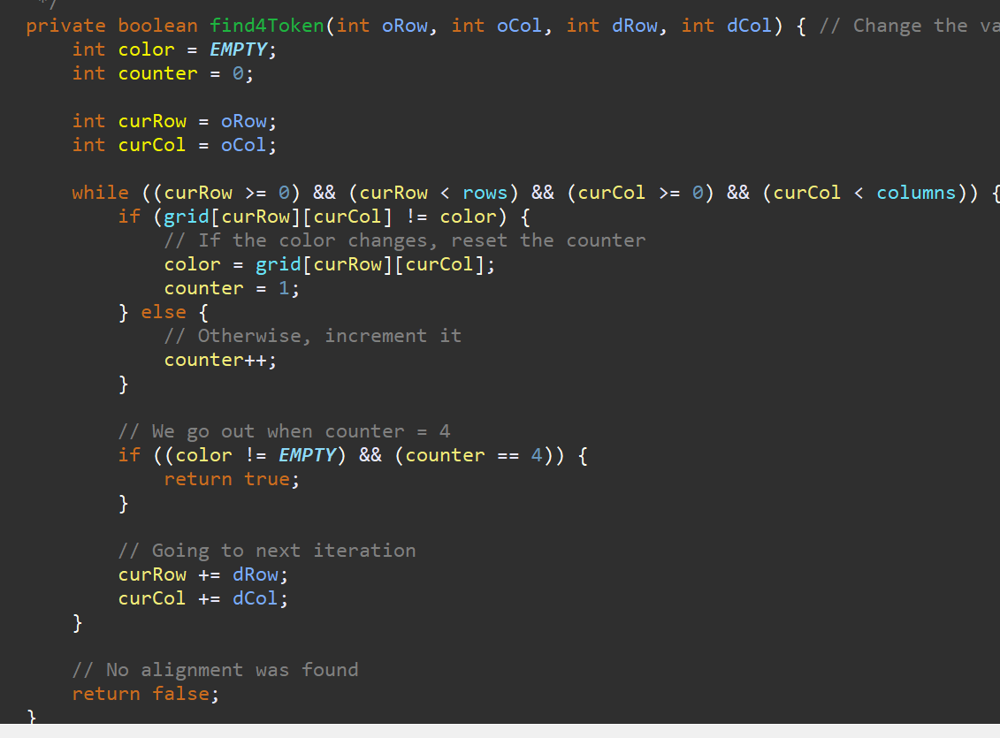 */
private boolean find4Token(int oRow, int oCol, int dRow, int dCol) { // Change the
int color = EMPTY;
int counter = 0;
int curRow = oRow;
int curCol = oCol;
while ((curRow >= 0) && (curRow < rows) && (curCol >= 0) && (curCol < columns)) {
if (grid[curRow][curCol] != color) {
// If the color changes, reset the counter
color = grid[curRow][curCol];
counter = 1;
} else {
// Otherwise, increment it
counter++;
}
// We go out when counter = 4
if ((color != EMPTY) && (counter == 4)) {
return true;
}
// Going to next iteration
curRow += dRow;
curCol += dCol;
}
// No alignment was found
return false;
}